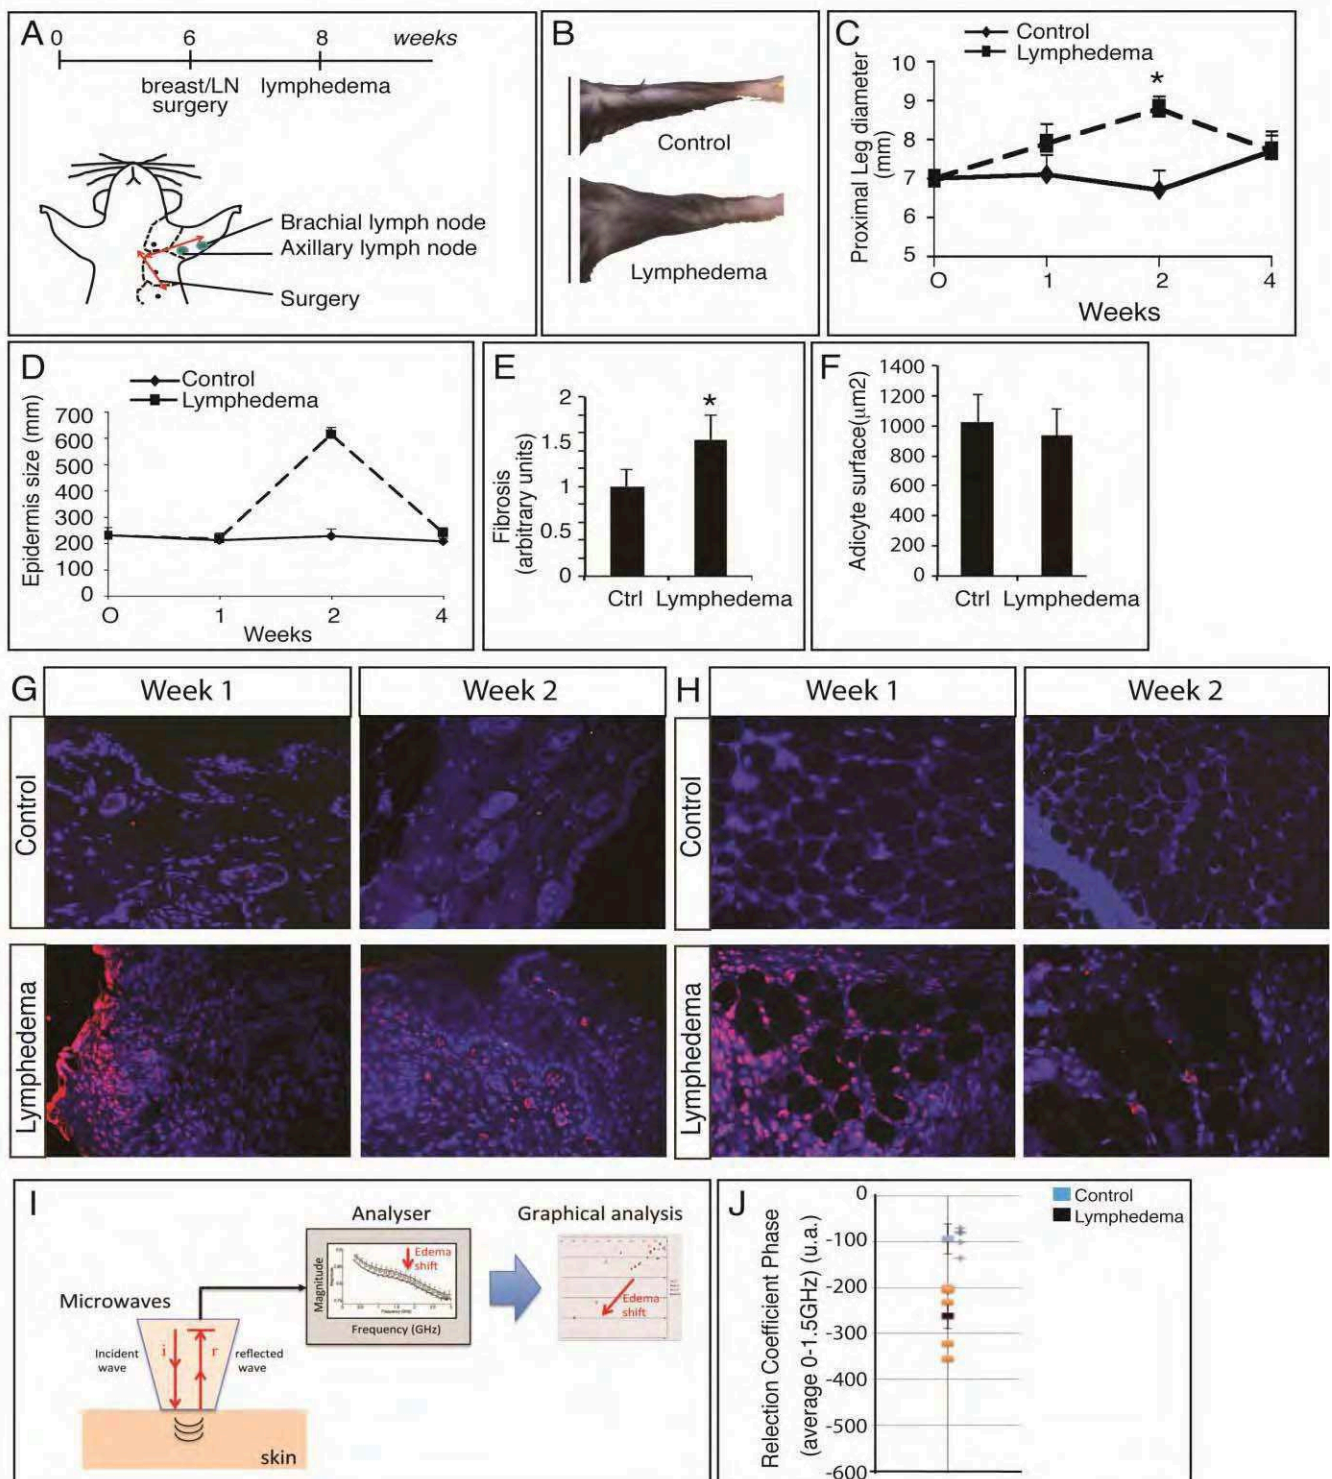 A
0 6 8 weeks
breast/LN lymphedema
surgery
Brachial lymph node
Axillary lymph node
Surgery
B
Control
Lymphedema
C
Control
Lymphedema
Proximal Leg diameter
(mm)
10
9
8
7
6
5
*
O 1 2 4
Weeks
D
Control
Lymphedema
Epidermis size (mm)
700
600
500
400
300
200
100
0
O 1 2 4
Weeks
E
Fibrosis
(arbitrary units)
2
1.5
1
0.5
0
*
Ctrl Lymphedema
F
Adicyte surface(μm2)
1400
1200
1000
800
600
400
200
0
Ctrl Lymphedema
G
Week 1 Week 2
Control
Lymphedema
H
Week 1 Week 2
Control
Lymphedema
I
Microwaves
Incident
wave
i r
reflected
wave
skin
Analyser
Magnitude
Edema
shift
Frequency (GHz)
Graphical analysis
Edema
shift
J
Control
Lymphedema
Relection Coefficient Phase
(average 0-1.5GHz) (u.a.)
0
-100
-200
-300
-400
-500
-600